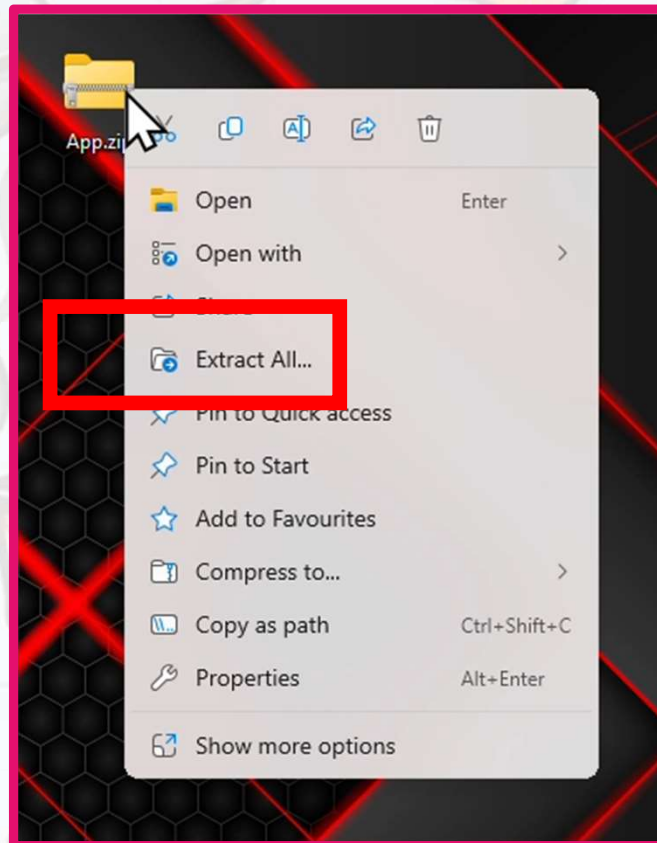 App.zip
Open Enter
Open with
Share
Extract All...
Pin to Quick access
Pin to Start
Add to Favourites
Compress to...
Copy as path Ctrl+Shift+C
Properties Alt+Enter
Show more options